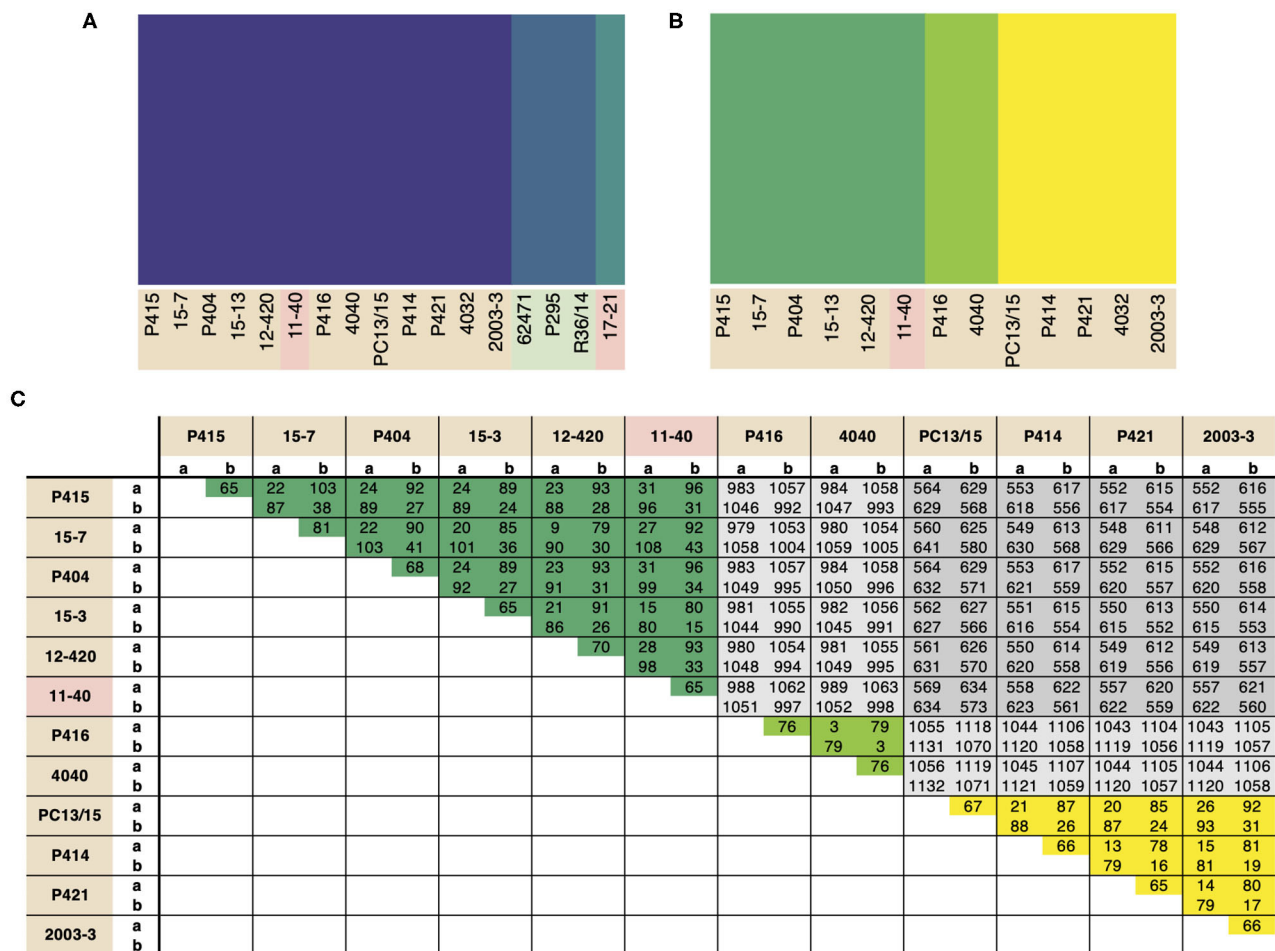 A
B
P415 15-7 P404 15-13 12-420 11-40 P416 4040 PC13/15 P414 P421 4032 2003-3 62471 P295 R36/14 17-21
P415 15-7 P404 15-13 12-420 11-40 P416 4040 PC13/15 P414 P421 4032 2003-3
C
P415 15-7 P404 15-3 12-420 11-40 P416 4040 PC13/15 P414 P421 2003-3
a b a b a b a b a b a b a b a b a b a b a b a b
P415 a 65 22 103 24 92 24 89 23 93 31 96 983 1057 984 1058 564 629 553 617 552 615 552 616
b 87 38 89 27 89 24 88 28 96 31 1046 992 1047 993 629 568 618 556 617 554 617 555
15-7 a 81 22 90 20 85 9 79 27 92 979 1053 980 1054 560 625 549 613 548 611 548 612
b 103 41 101 36 90 30 108 43 1058 1004 1059 1005 641 580 630 568 629 566 629 567
P404 a 68 24 89 23 93 31 96 983 1057 984 1058 564 629 553 617 552 615 552 616
b 92 27 91 31 99 34 1049 995 1050 996 632 571 621 559 620 557 620 558
15-3 a 65 21 91 15 80 981 1055 982 1056 562 627 551 615 550 613 550 614
b 86 26 80 15 1044 990 1045 991 627 566 616 554 615 552 615 553
12-420 a 70 28 93 980 1054 981 1055 561 626 550 614 549 612 549 613
b 98 33 1048 994 1049 995 631 570 620 558 619 556 619 557
11-40 a 65 988 1062 989 1063 569 634 558 622 557 620 557 621
b 1051 997 1052 998 634 573 623 561 622 559 622 560
P416 a 76 3 79 1055 1118 1044 1106 1043 1104 1043 1105
b 79 3 1131 1070 1120 1058 1119 1056 1119 1057
4040 a 76 1056 1119 1045 1107 1044 1105 1044 1106
b 1132 1071 1121 1059 1120 1057 1120 1058
PC13/15 a 67 21 87 20 85 26 92
b 88 26 87 24 93 31
P414 a 66 13 78 15 81
b 79 16 81 19
P421 a 65 14 80
b 79 17
2003-3 a 66
b